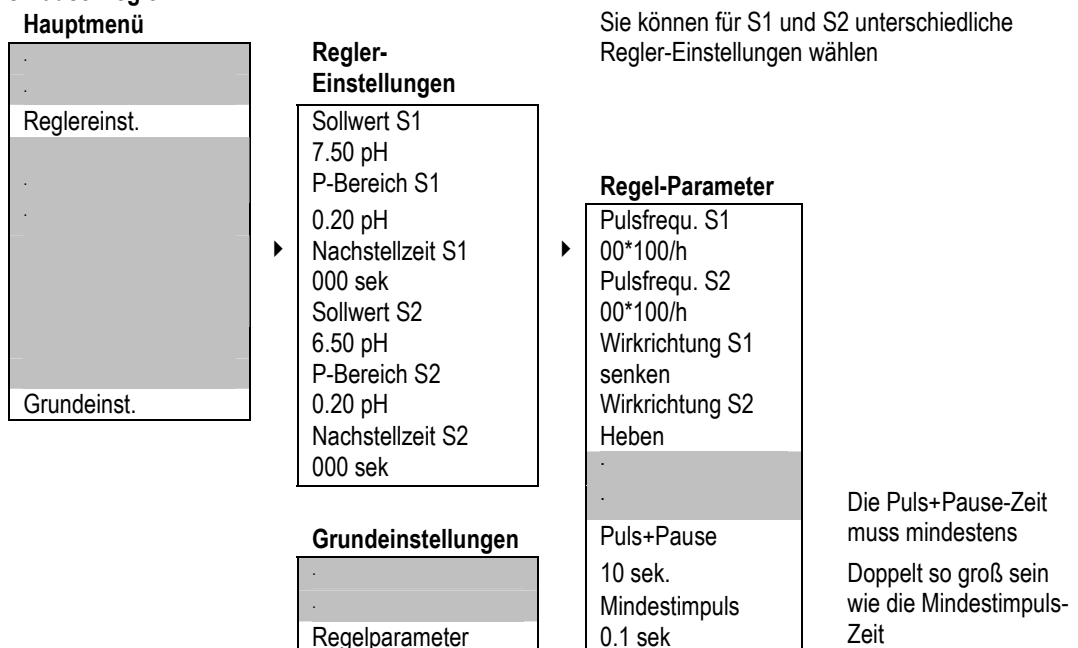 Hauptmenü
.
.
Reglereinst.
.
.
Grundeinst.
Regler-
Einstellungen
Sollwert S1
7.50 pH
P-Bereich S1
0.20 pH
Nachstellzeit S1
000 sek
Sollwert S2
6.50 pH
P-Bereich S2
0.20 pH
Nachstellzeit S2
000 sek
Grundeinstellungen
.
.
Regelparameter
Sie können für S1 und S2 unterschiedliche
Regler-Einstellungen wählen
Regel-Parameter
Pulsfrequ. S1
00*100/h
Pulsfrequ. S2
00*100/h
Wirkrichtung S1
senken
Wirkrichtung S2
Heben
.
.
Puls+Pause
10 sek.
Mindestimpuls
0.1 sek
Die Puls+Pause-Zeit
muss mindestens
Doppelt so groß sein
wie die Mindestimpuls-
Zeit